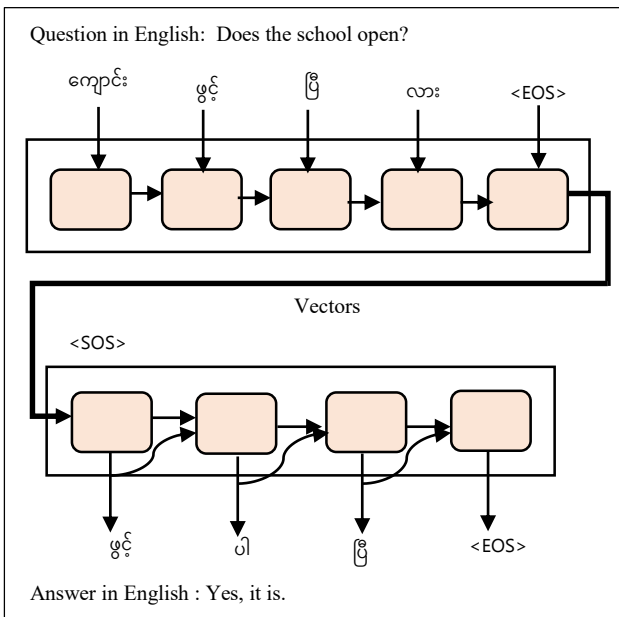 Question in English:  Does the school open?
ကျောင်း ဖွင့် ပြီ လား <EOS>
Vectors
<SOS>
ဖွင့် ပါ ပြီ <EOS>
Answer in English : Yes, it is.